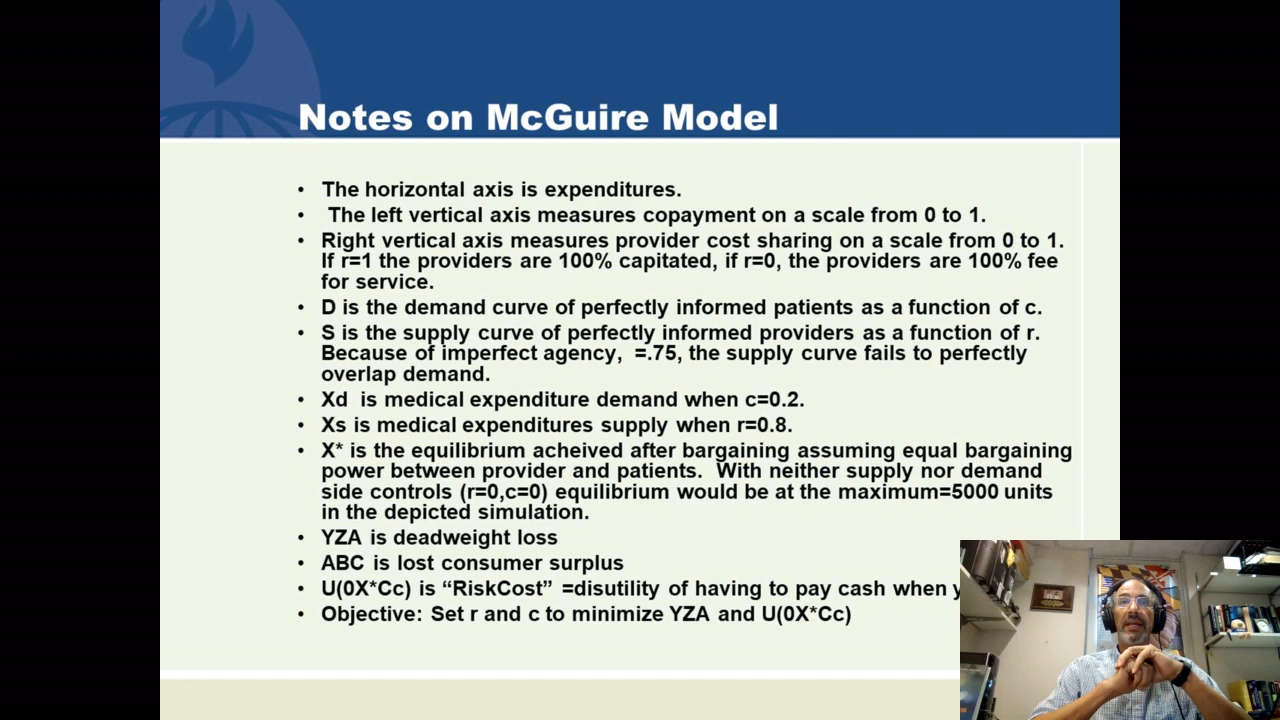 Notes on McGuire Model
• The horizontal axis is expenditures.
• The left vertical axis measures copayment on a scale from 0 to 1.
• Right vertical axis measures provider cost sharing on a scale from 0 to 1.
If r=1 the providers are 100% capitated, if r=0, the providers are 100% fee
for service.
• D is the demand curve of perfectly informed patients as a function of c.
• S is the supply curve of perfectly informed providers as a function of r.
Because of imperfect agency, =.75, the supply curve fails to perfectly
overlap demand.
• Xd is medical expenditure demand when c=0.2.
• Xs is medical expenditures supply when r=0.8.
• X* is the equilibrium acheived after bargaining assuming equal bargaining
power between provider and patients. With neither supply nor demand
side controls (r=0,c=0) equilibrium would be at the maximum=5000 units
in the depicted simulation.
• YZA is deadweight loss
• ABC is lost consumer surplus
• U(0X*Cc) is “RiskCost” =disutility of having to pay cash when
• Objective: Set r and c to minimize YZA and U(0X*Cc)